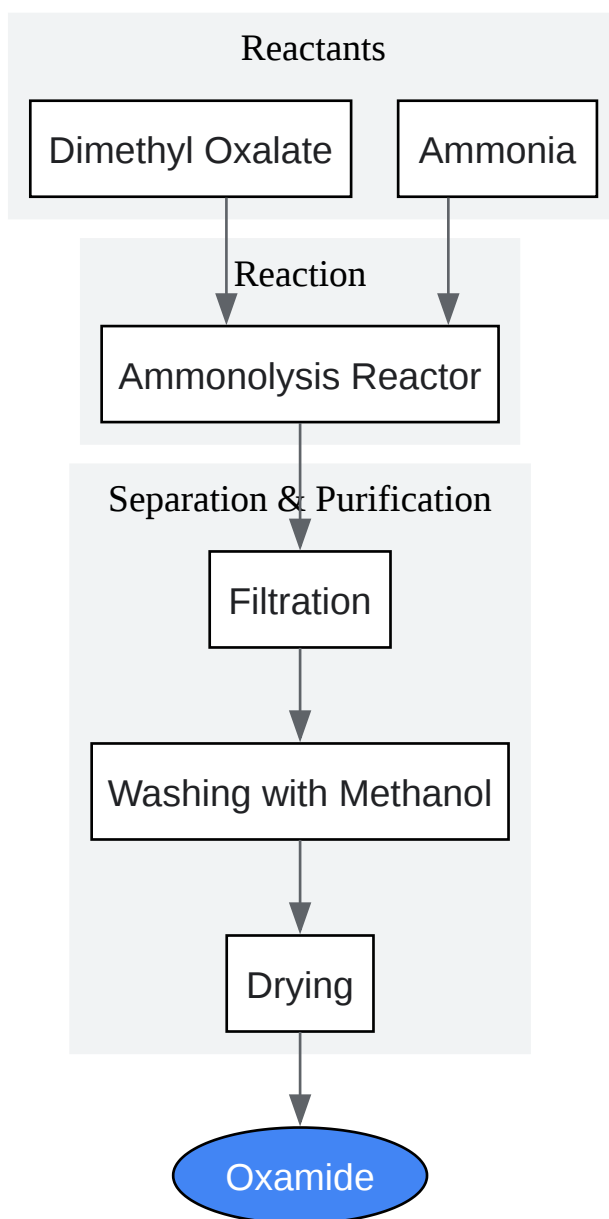 Reactants
Dimethyl Oxalate
Ammonia
Reaction
Ammonolysis Reactor
Separation & Purification
Filtration
Washing with Methanol
Drying
Oxamide